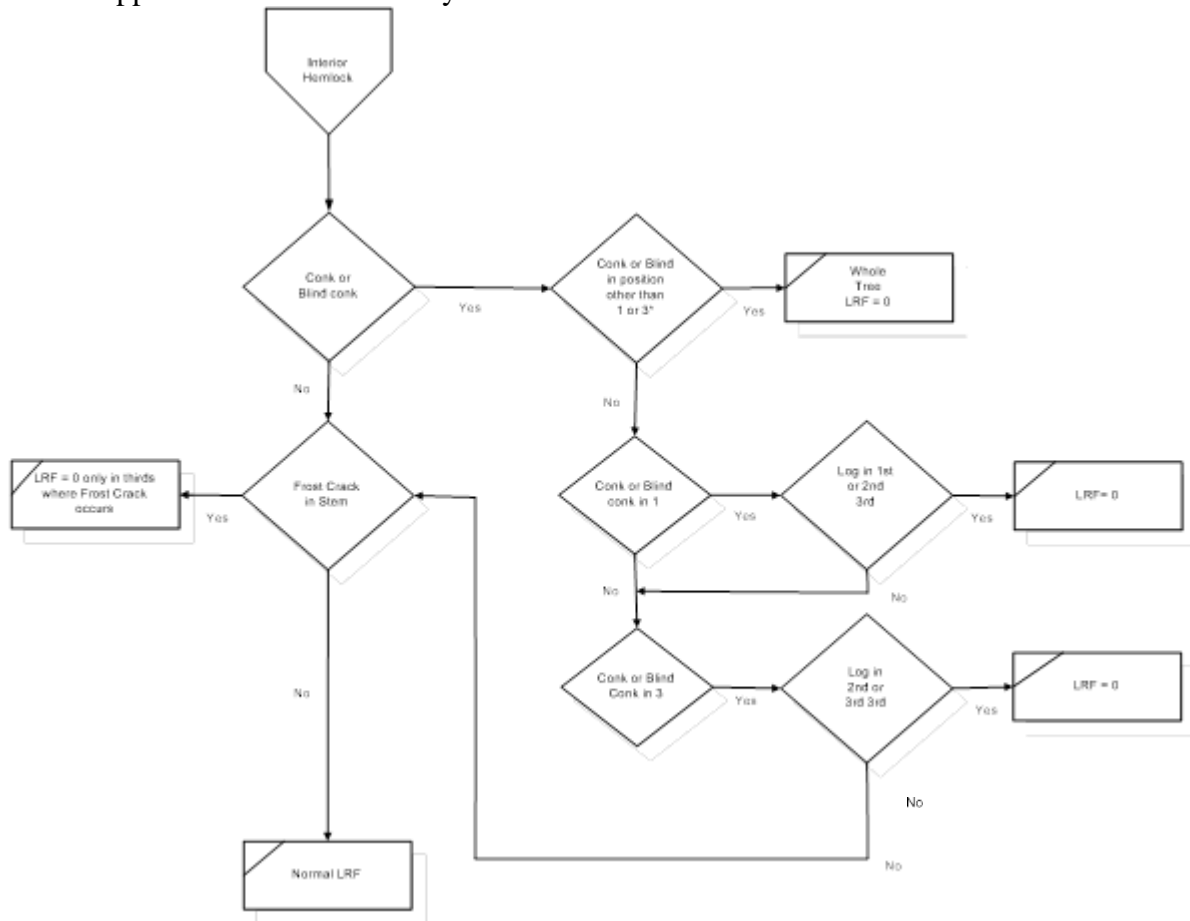 Interior
Hemlock
Conk or
Blind conk
Yes
Conk or Blind
in position
other than
1 or 3*
Yes
Whole
Tree
LRF = 0
No
No
LRF = 0 only in thirds
where Frost Crack
occurs
Yes
Frost Crack
in Stem
Conk or Blind
conk in 1
Yes
Log in 1st
or 2nd
3rd
Yes
LRF= 0
No
No
No
Conk or Blind
Conk in 3
Yes
Log in
2nd or
3rd 3rd
Yes
LRF = 0
No
No
Normal LRF